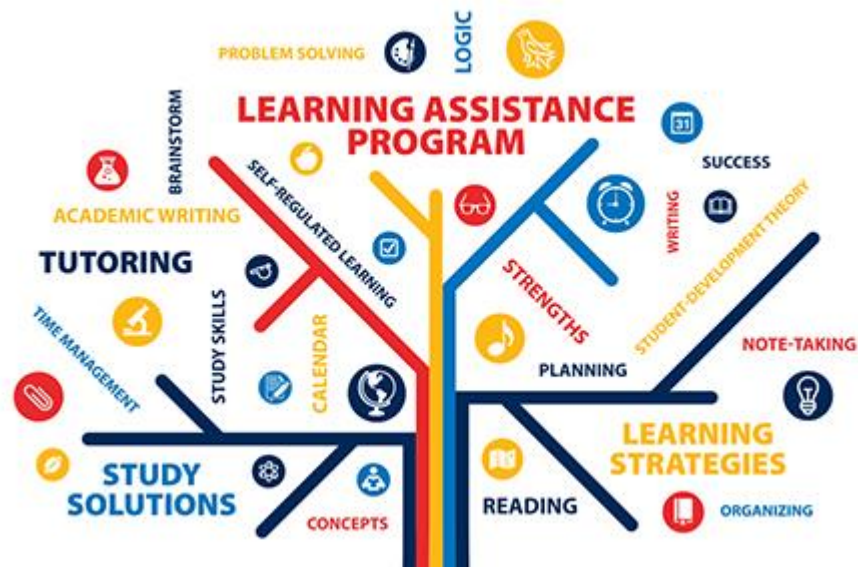 PROBLEM SOLVING
LOGIC
LEARNING ASSISTANCE
PROGRAM
BRAINSTORM
31
SUCCESS
SELF-REGULATED LEARNING
ACADEMIC WRITING
WRITING
STUDENT-DEVELOPMENT THEORY
TUTORING
STRENGTHS
TIME MANAGEMENT
STUDY SKILLS
CALENDAR
PLANNING
NOTE-TAKING
LEARNING
STRATEGIES
STUDY
SOLUTIONS
READING
CONCEPTS
ORGANIZING